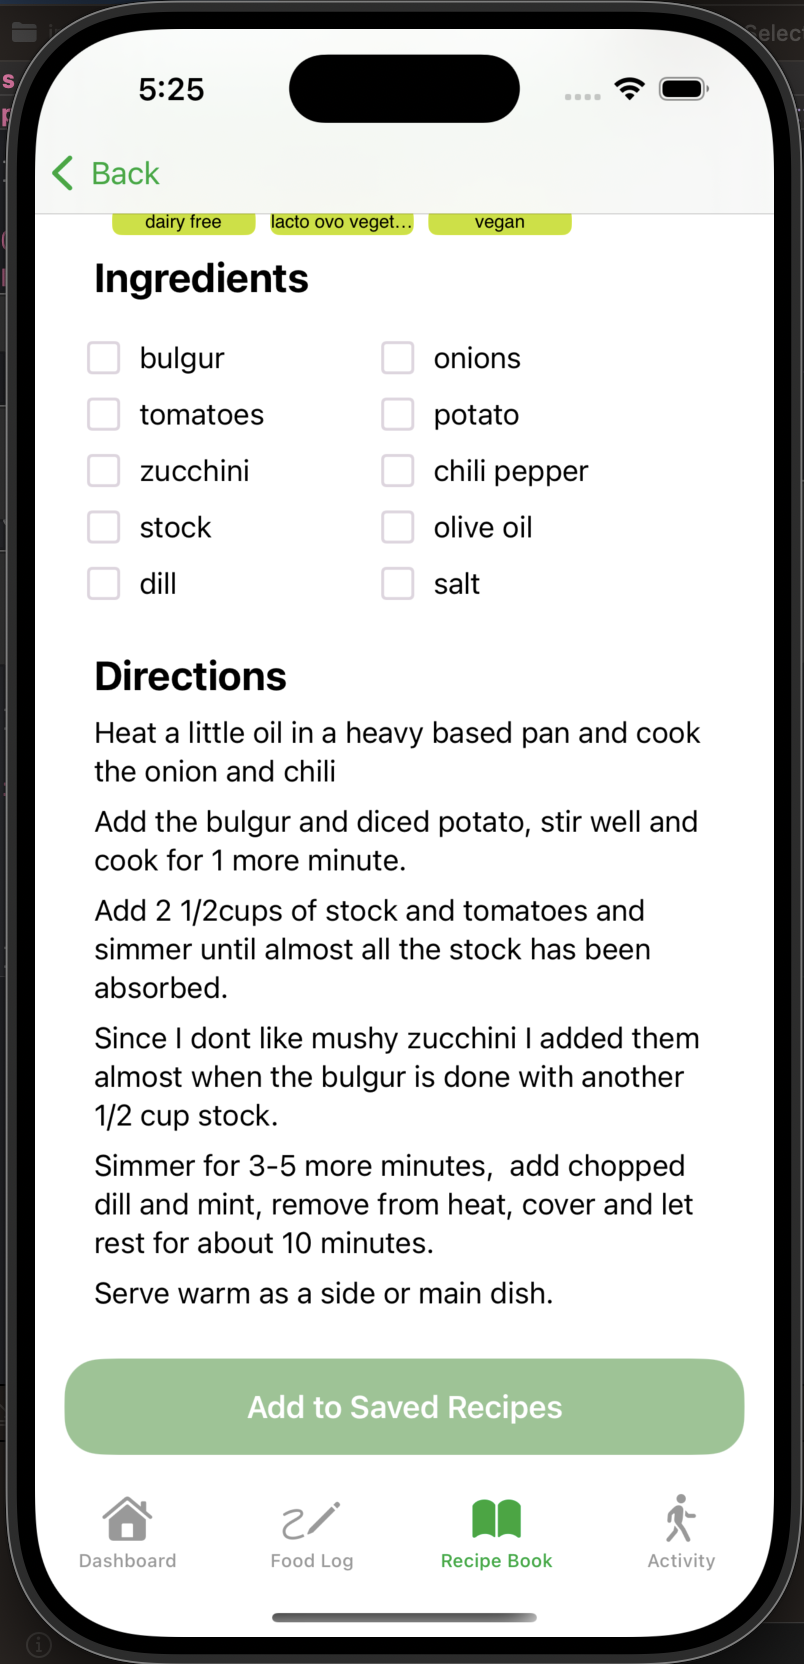 Selec
5:25
Back
dairy free lacto ovo veget... vegan
Ingredients
bulgur onions
tomatoes potato
zucchini chili pepper
stock olive oil
dill salt
Directions
Heat a little oil in a heavy based pan and cook
the onion and chili
Add the bulgur and diced potato, stir well and
cook for 1 more minute.
Add 2 1/2cups of stock and tomatoes and
simmer until almost all the stock has been
absorbed.
Since I dont like mushy zucchini I added them
almost when the bulgur is done with another
1/2 cup stock.
Simmer for 3-5 more minutes,  add chopped
dill and mint, remove from heat, cover and let
rest for about 10 minutes.
Serve warm as a side or main dish.
Add to Saved Recipes
Dashboard Food Log Recipe Book Activity